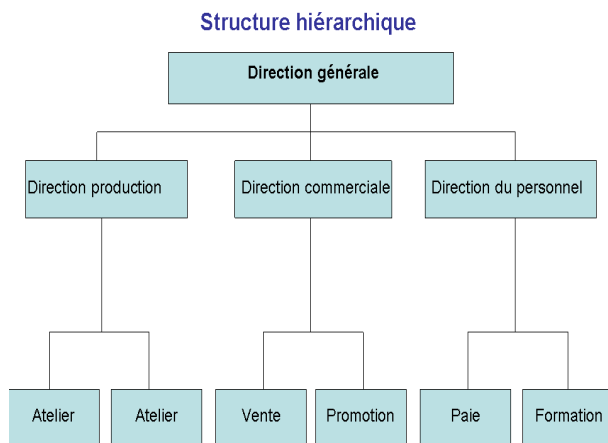 Structure hiérarchique
Direction générale
Direction production
Direction commerciale
Direction du personnel
Atelier
Atelier
Vente
Promotion
Paie
Formation